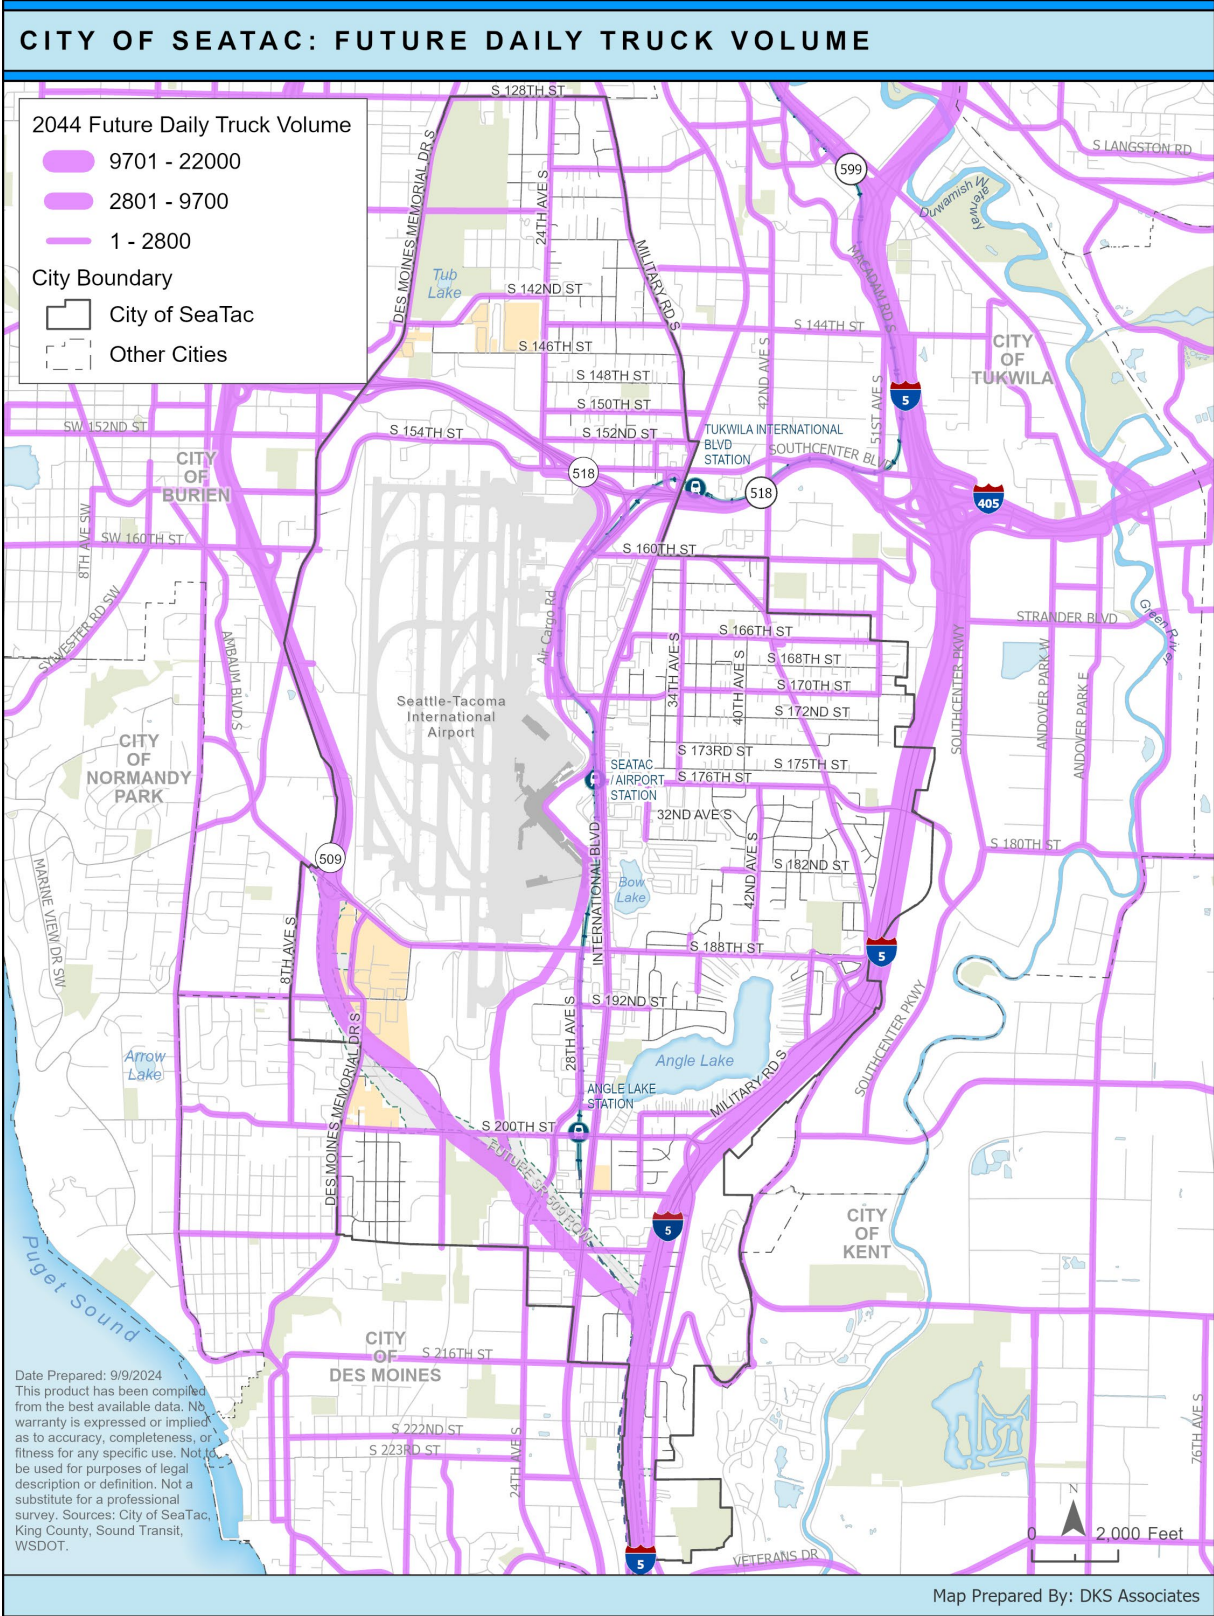 CITY OF SEATAC: FUTURE DAILY TRUCK VOLUME
2044 Future Daily Truck Volume
9701 - 22000
2801 - 9700
1 - 2800
City Boundary
City of SeaTac
Other Cities
S 128TH ST
S LANGSTON RD
599
Duwamish Waterway
DES MOINES MEMORIAL DR S
24TH AVE S
MILITARY RD S
MACADAM RD S
Tub
Lake
S 142ND ST
S 144TH ST
CITY
OF
TUKWILA
S 146TH ST
42ND AVE S
S 148TH ST
51ST AVE S
5
S 150TH ST
SW 152ND ST
S 154TH ST
S 152ND ST
TUKWILA INTERNATIONAL
BLVD
STATION
SOUTHCENTER BLVD
CITY
OF
BURIEN
518
518
405
8TH AVE SW
SW 160TH ST
S 160TH ST
SYLVESTER RD SW
AMBAUM BLVD S
Air Cargo Rd
STRANDER BLVD
Green River
S 166TH ST
34TH AVE S
40TH AVE S
S 168TH ST
S 170TH ST
SOUTHCENTER PKWY
ANDOVER PARK W
ANDOVER PARK E
Seattle-Tacoma
International
Airport
S 172ND ST
CITY
OF
NORMANDY
PARK
S 173RD ST
S 175TH ST
SEATAC
/ AIRPORT
STATION
S 176TH ST
32ND AVE S
INTERNATIONAL BLVD
42ND AVE S
S 180TH ST
509
S 182ND ST
MARINE VIEW DR SW
Bow
Lake
8TH AVE S
S 188TH ST
5
S 192ND ST
28TH AVE S
DES MOINES MEMORIAL DR S
Arrow
Lake
Angle Lake
SOUTHCENTER PKWY
MILITARY RD S
ANGLE LAKE
STATION
S 200TH ST
FUTURE SR 509 ROW
5
CITY
OF
KENT
Puget Sound
CITY
OF
DES MOINES
S 216TH ST
Date Prepared: 9/9/2024
This product has been compiled
from the best available data. No
warranty is expressed or implied
as to accuracy, completeness, or
fitness for any specific use. Not to
be used for purposes of legal
description or definition. Not a
substitute for a professional
survey. Sources: City of SeaTac,
King County, Sound Transit,
WSDOT.
S 222ND ST
S 223RD ST
24TH AVE S
76TH AVE S
N
0 2,000 Feet
VETERANS DR
5
Map Prepared By: DKS Associates